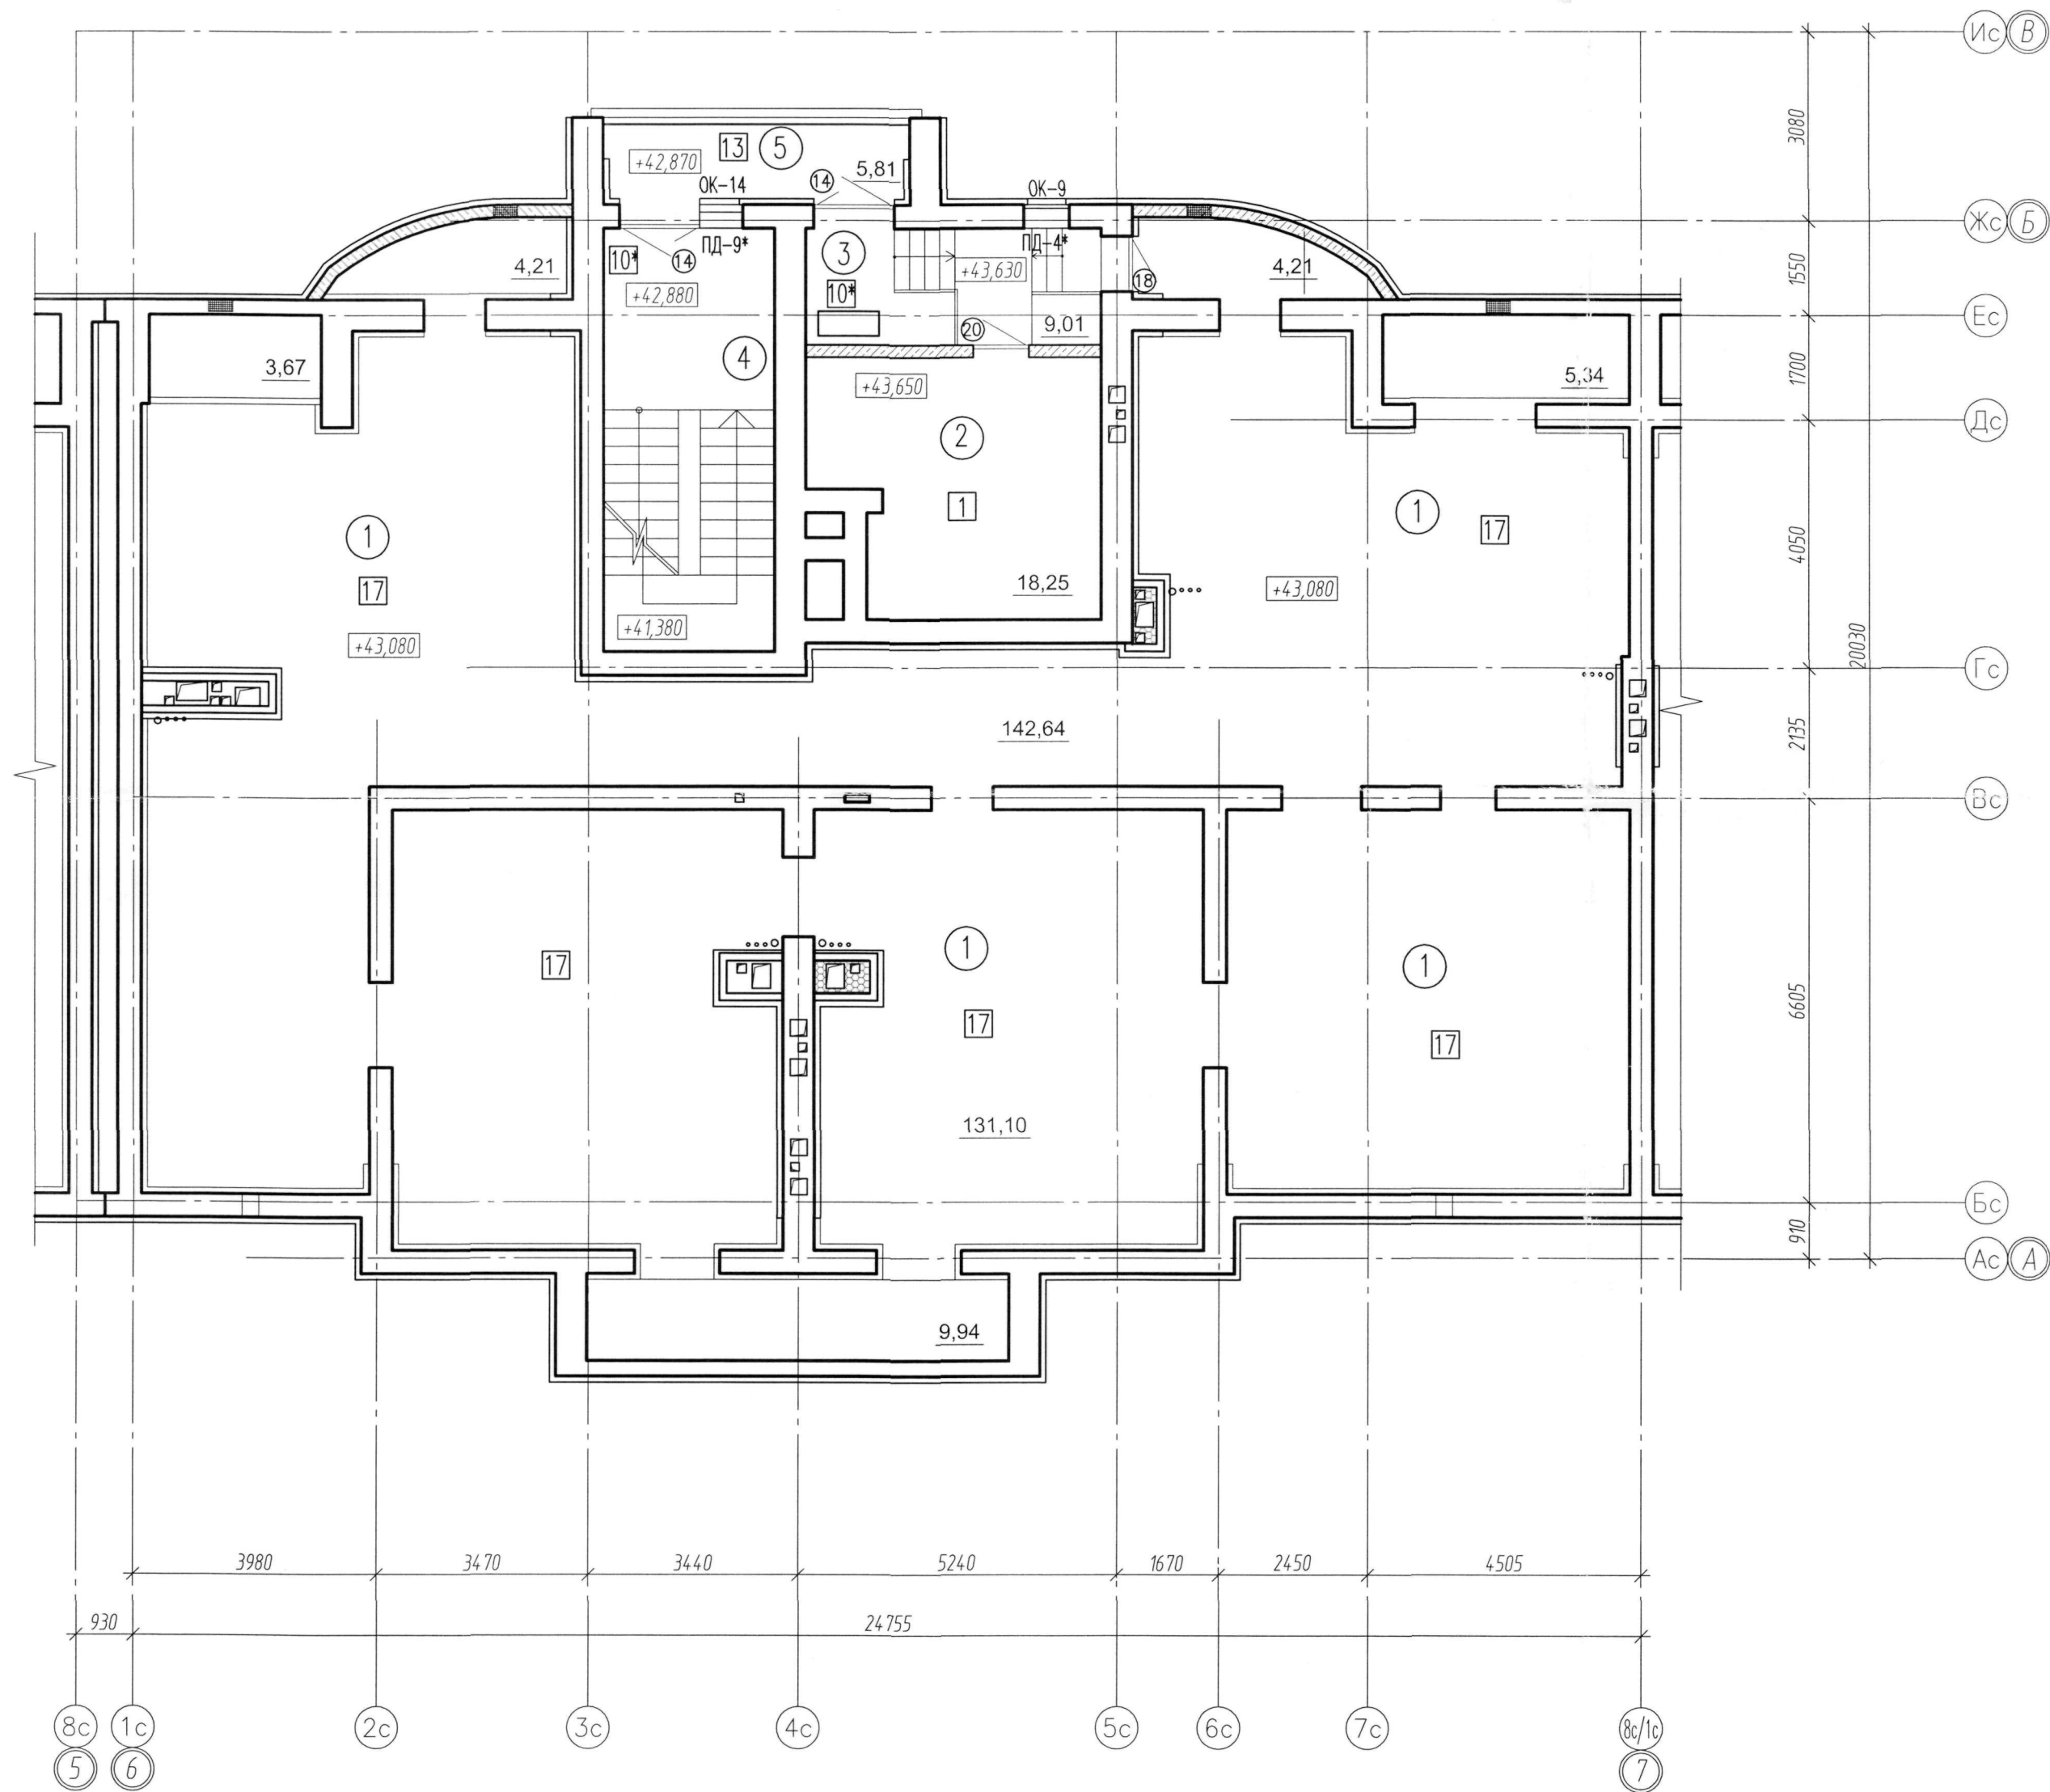 Ис В
3080
13 5
+42,870
5,81
ОК-14 14 ОК-9
Жс Б
ПД-9* ПД-4*
10* 14 3
4,21 +43,630 4,21
1550
18
+42,880 10*
Ес
20 9,01
4
3,67 +43,650 5,34
1700
Дс
2
1 1
17
1
4050
17 18,25 +43,080
+41,380
+43,080
20030
Гс
142,64
2135
Вс
1 1
17
17
17
6605
131,10
Бс
910
Ас А
9,94
3980 3470 3440 5240 1670 2450 4505
930 24755
8с 1с 2с 3с 4с 5с 6с 7с 8с/1с
5 6 7